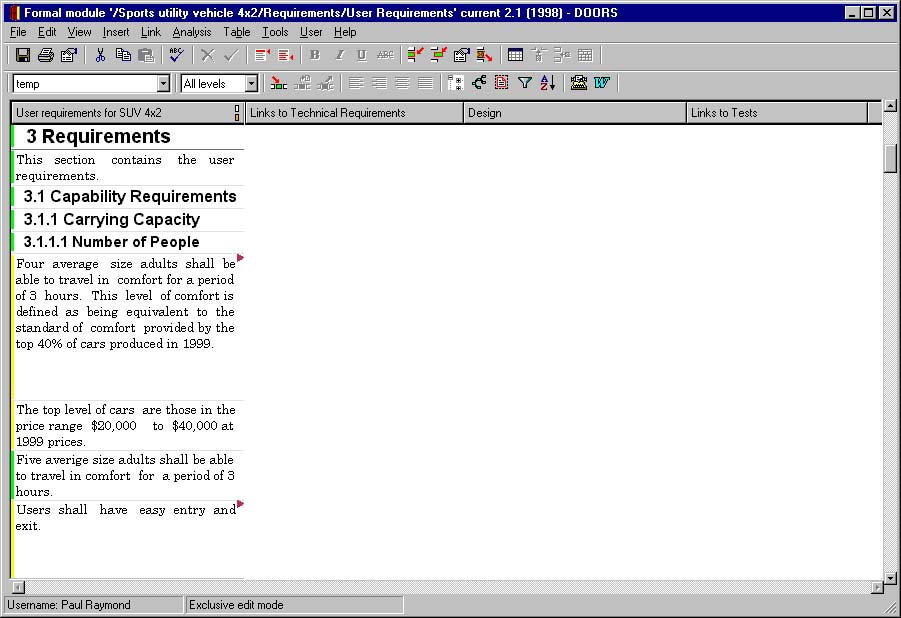 Formal module '/Sports utility vehicle 4x2/Requirements/User Requirements' current 2.1 (1998) - DOORS
File Edit View Insert Link Analysis Table Tools User Help
ABC B I U ABC
temp All levels A Z W
User requirements for SUV 4x2 Links to Technical Requirements Design Links to Tests
3 Requirements
This section contains the user
requirements.
3.1 Capability Requirements
3.1.1 Carrying Capacity
3.1.1.1 Number of People
Four average size adults shall be
able to travel in comfort for a period
of 3 hours. This level of comfort is
defined as being equivalent to the
standard of comfort provided by the
top 40% of cars produced in 1999.
The top level of cars are those in the
price range $20,000 to $40,000 at
1999 prices.
Five averige size adults shall be able
to travel in comfort for a period of 3
hours.
Users shall have easy entry and
exit.
Username: Paul Raymond Exclusive edit mode